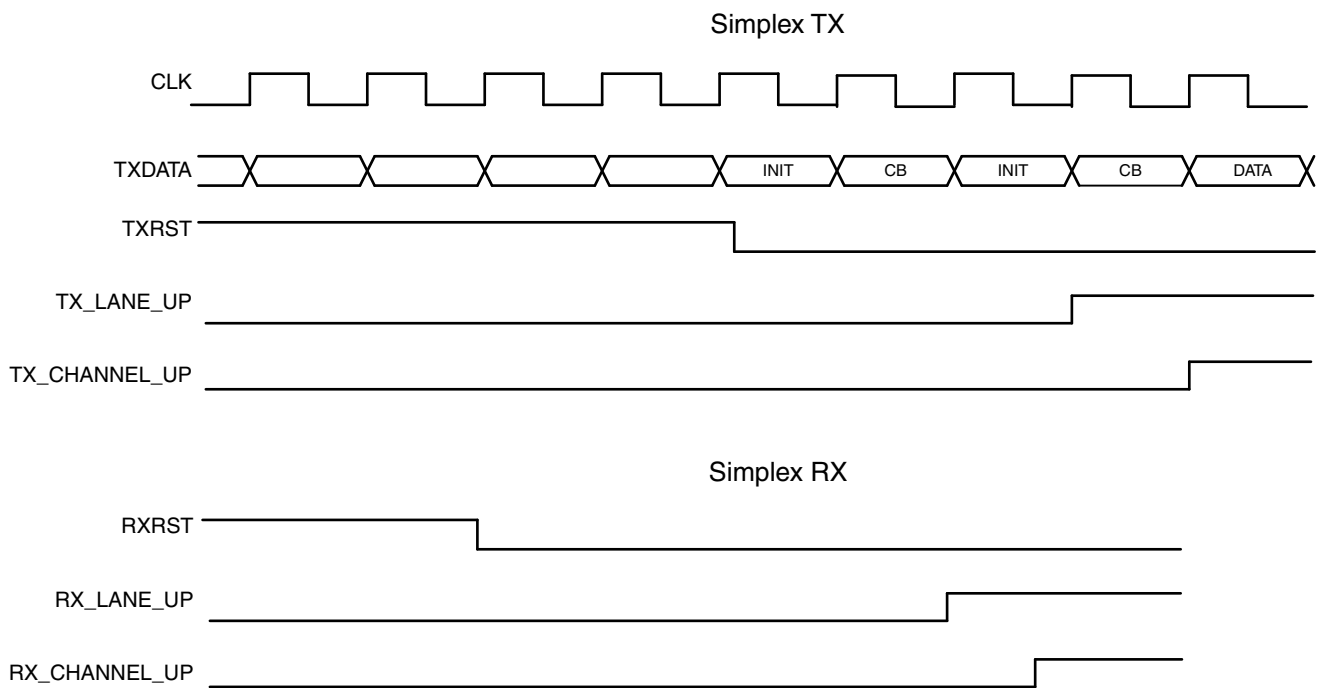 Simplex TX
CLK
TXDATA INIT CB INIT CB DATA
TXRST
TX_LANE_UP
TX_CHANNEL_UP
Simplex RX
RXRST
RX_LANE_UP
RX_CHANNEL_UP